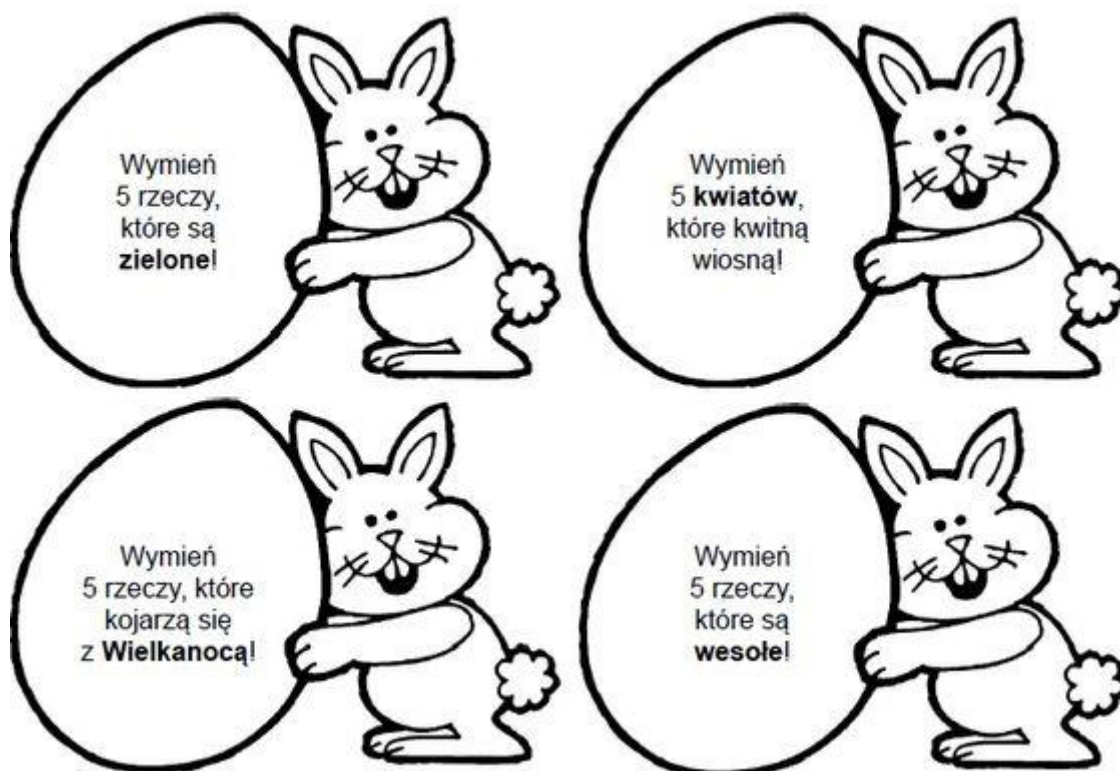 Wymień
5 rzeczy,
które są
zielone!
Wymień
5 kwiatów,
które kwitną
wiosną!
Wymień
5 rzeczy, które
kojarzą się
z Wielkanocą!
Wymień
5 rzeczy,
które są
wesołe!